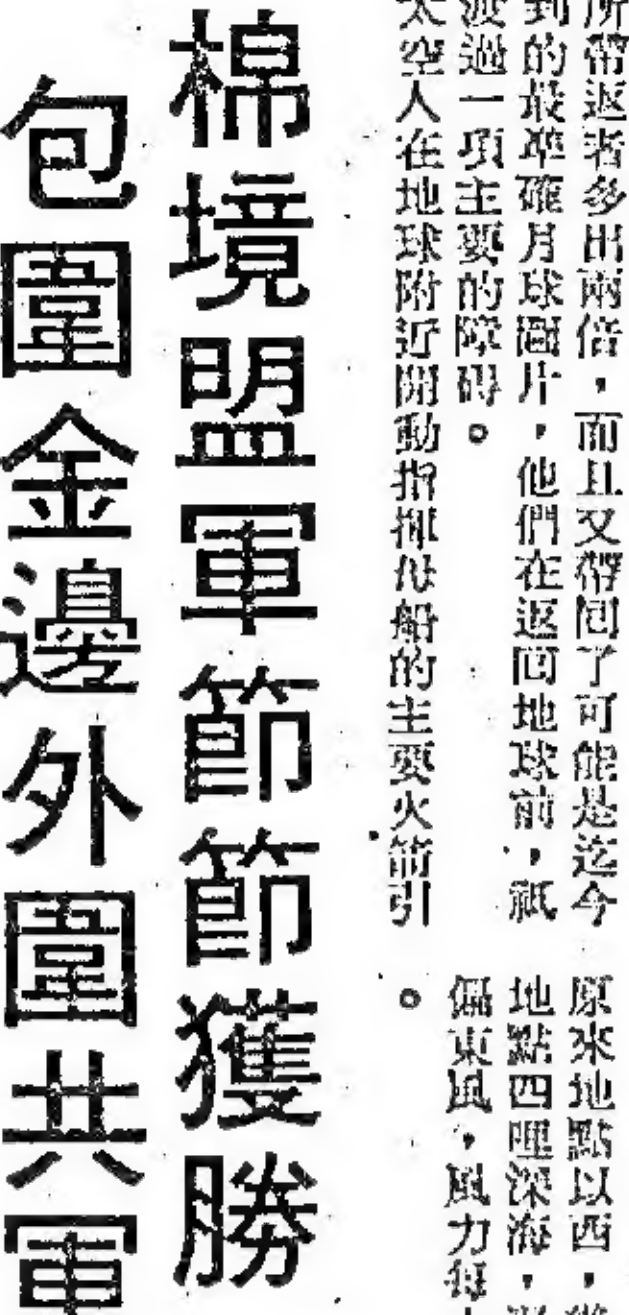 所帶返者多出兩倍，而且又帶回了可能是迄今
到的最準確月球圖片，他們在返回地球前，祇
渡過一項主要的障碍。
太空人在地球附近開動指揮母船的主要火箭引
原來地點以西，
地點四哩深海，
偏東風，風力每
。
棉境盟軍節節獲勝
包圍金邊外圍共軍